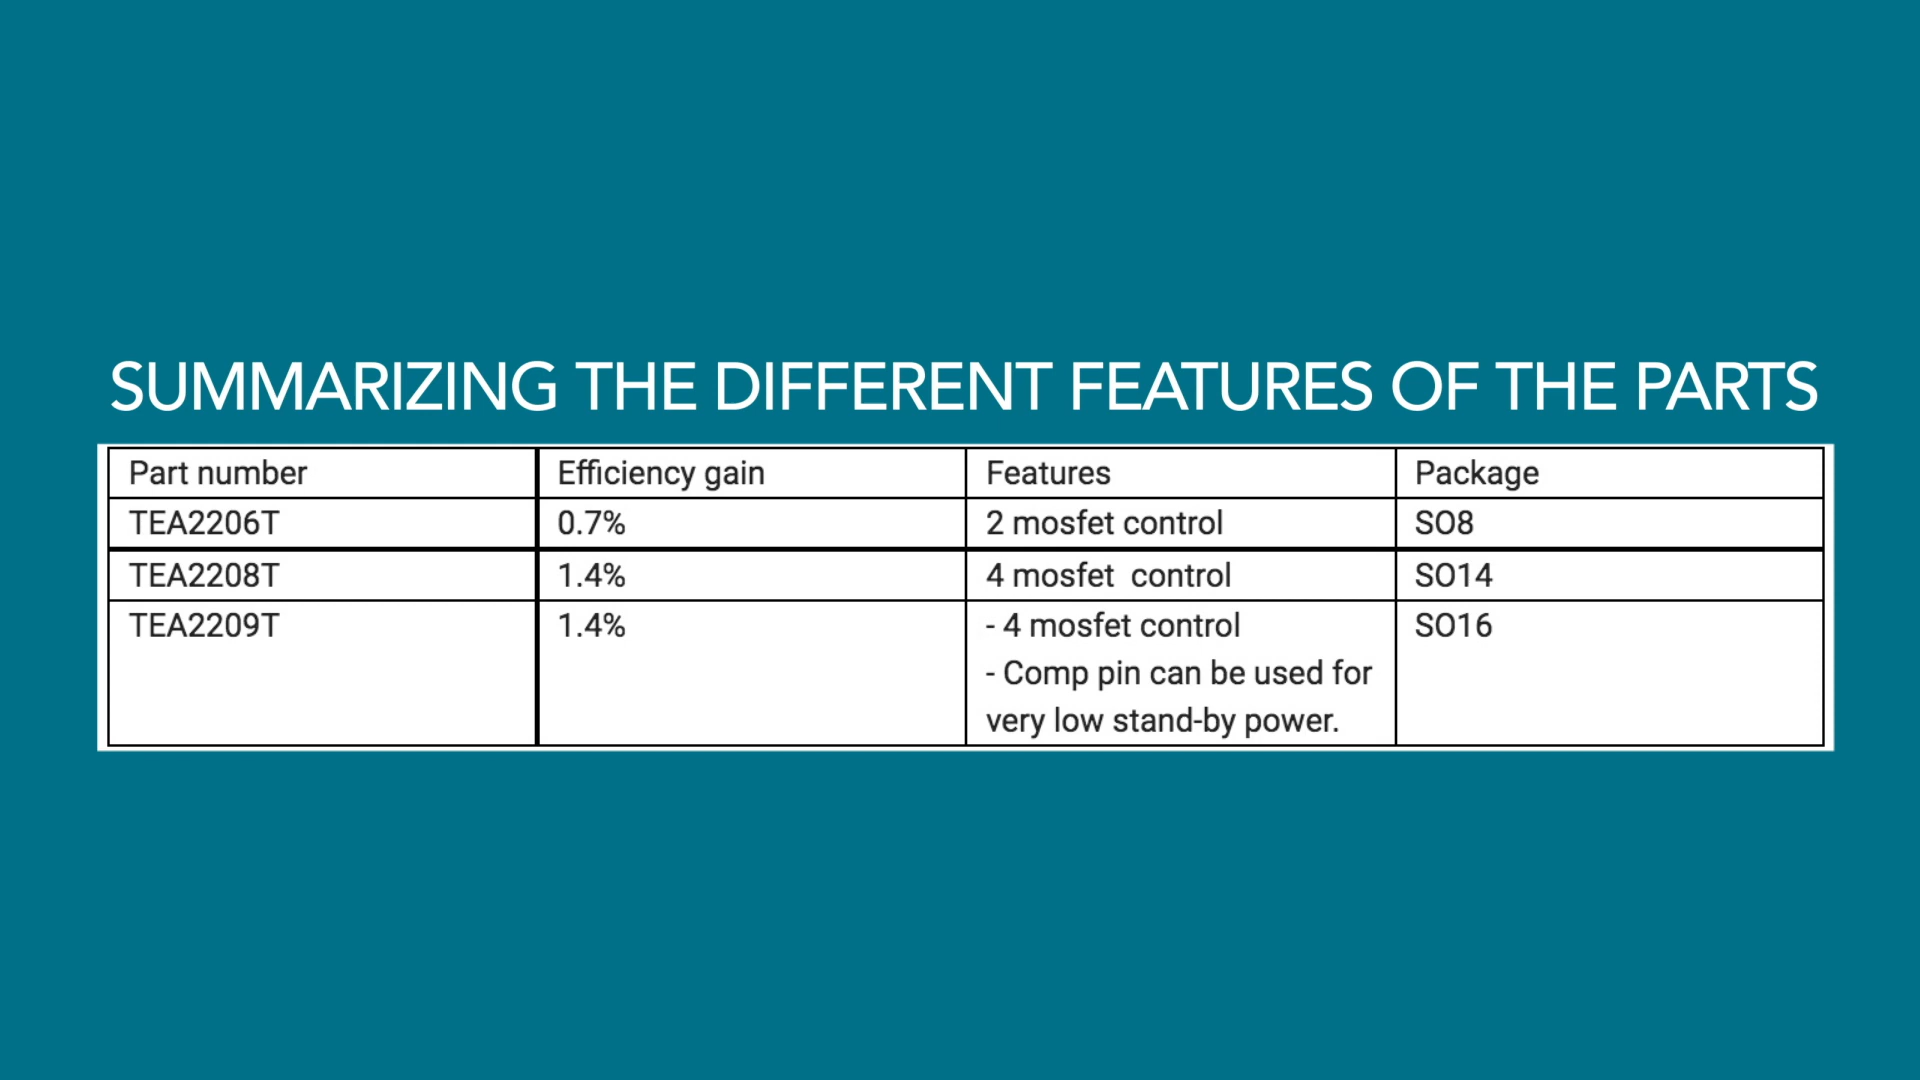 SUMMARIZING THE DIFFERENT FEATURES OF THE PARTS
Part number Efficiency gain Features Package
TEA2206T 0.7% 2 mosfet control SO8
TEA2208T 1.4% 4 mosfet  control SO14
TEA2209T 1.4% - 4 mosfet control SO16
- Comp pin can be used for
very low stand-by power.